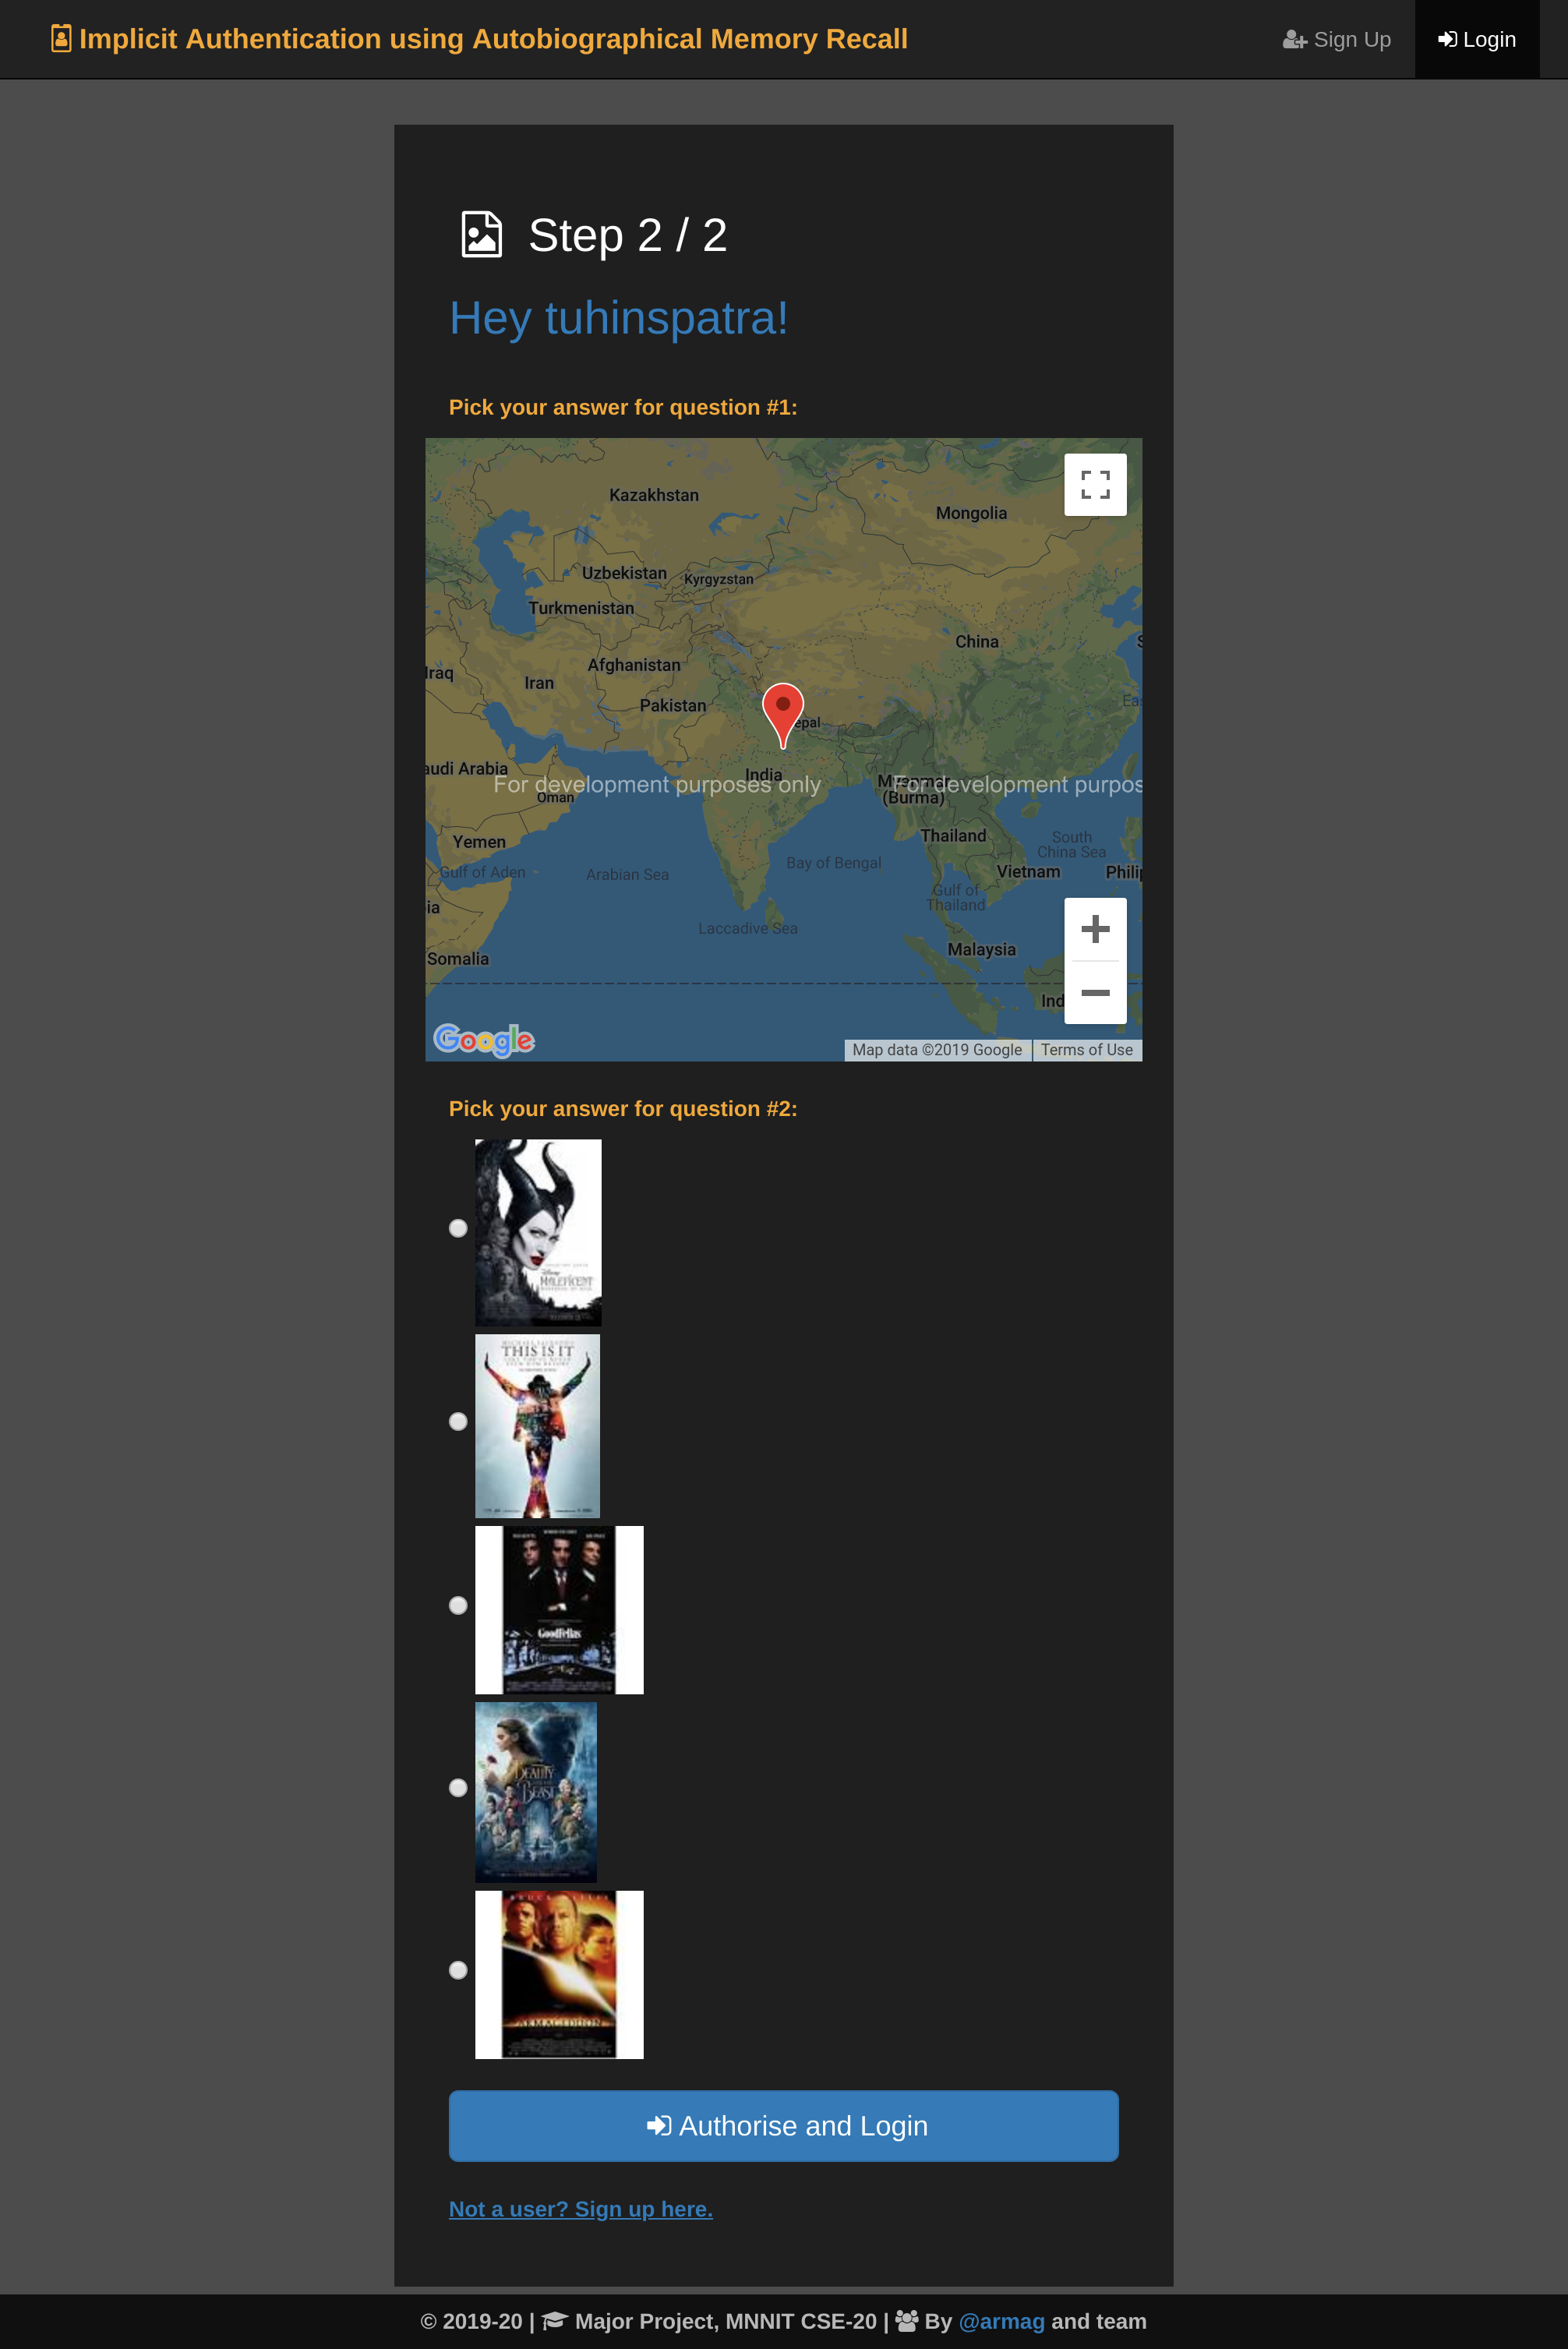 Implicit Authentication using Autobiographical Memory Recall
Sign Up
Login
Step 2 / 2
Hey tuhinspatra!
Pick your answer for question #1:
Kazakhstan
Mongolia
Uzbekistan
Kyrgyzstan
Turkmenistan
China
S
Afghanistan
Iraq
Iran
Pakistan
Eas
epal
audi Arabia
India
Myanmar
(Burma)
For development purposes only
For development purpos
Oman
Yemen
Thailand
South
China Sea
Bay of Bengal
Gulf of Aden
Arabian Sea
Vietnam
Philip
Gulf of
Thailand
ia
Laccadive Sea
Malaysia
Somalia
Ind
Google
Map data ©2019 Google
Terms of Use
Pick your answer for question #2:
MALEFICENT
THIS IS IT
Goodfellas
BEAUTY
BEAST
BRUCE WILLIS
ARMAGEDDON
Authorise and Login
Not a user? Sign up here.
© 2019-20 | Major Project, MNNIT CSE-20 | By @armag and team